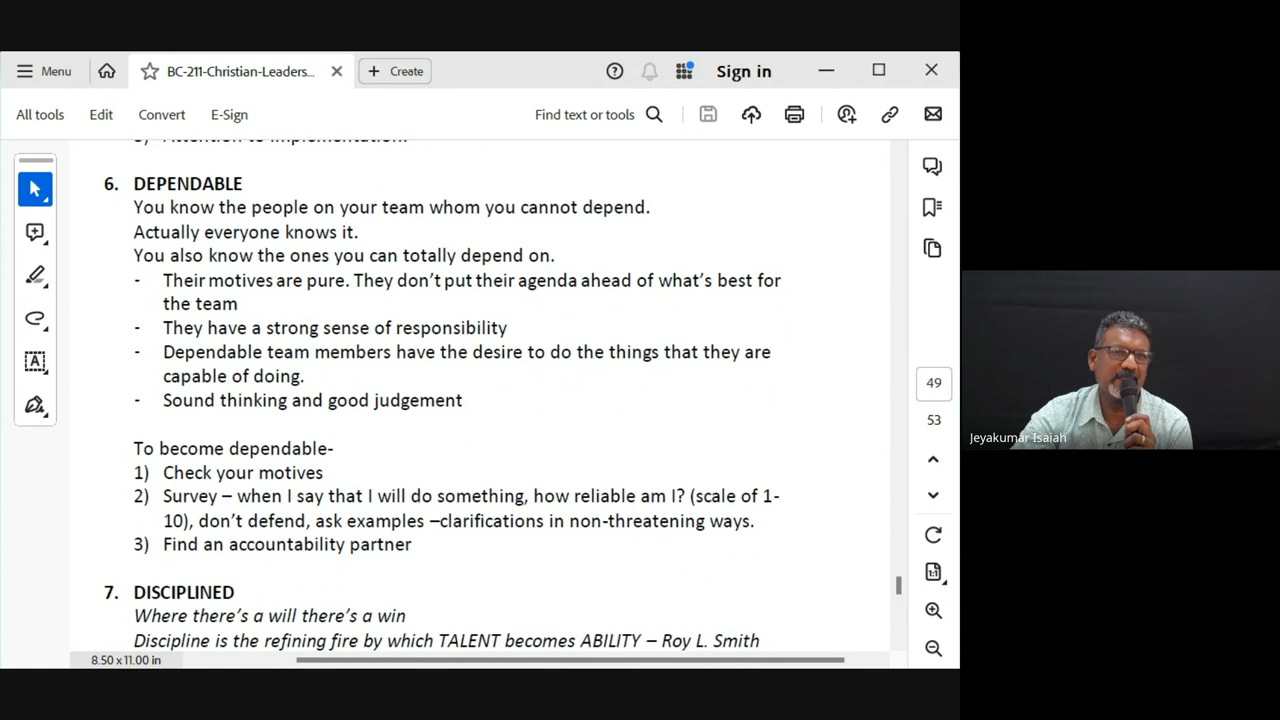 Menu
BC-211-Christian-Leaders...
Create
Sign in
All tools
Edit
Convert
E-Sign
Find text or tools
3) Attention to implementation.
6. DEPENDABLE
You know the people on your team whom you cannot depend.
Actually everyone knows it.
You also know the ones you can totally depend on.
- Their motives are pure. They don’t put their agenda ahead of what’s best for
the team
- They have a strong sense of responsibility
- Dependable team members have the desire to do the things that they are
capable of doing.
- Sound thinking and good judgement
To become dependable-
1) Check your motives
2) Survey – when I say that I will do something, how reliable am I? (scale of 1-
10), don’t defend, ask examples –clarifications in non-threatening ways.
3) Find an accountability partner
7. DISCIPLINED
Where there’s a will there’s a win
Discipline is the refining fire by which TALENT becomes ABILITY – Roy L. Smith
8.50 x 11.00 in
49
53
1:1
Jeyakumar Isaiah